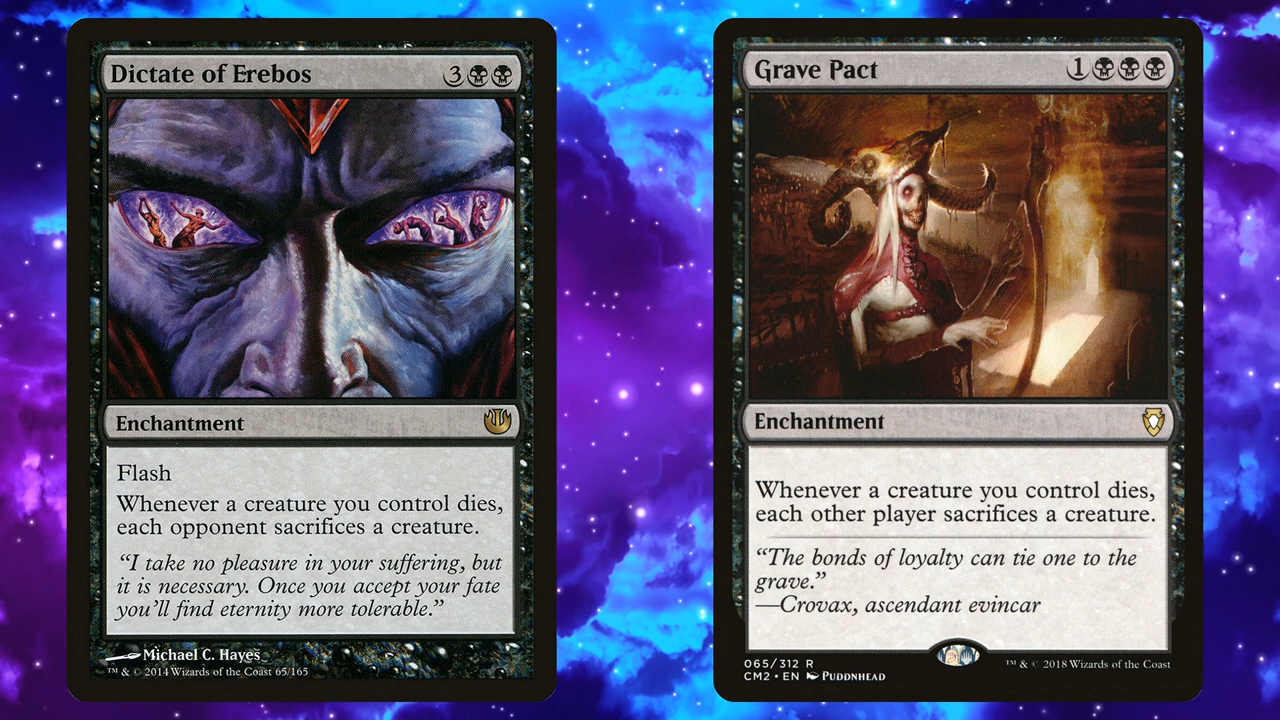 Dictate of Erebos 3
Enchantment
Flash
Whenever a creature you control dies,
each opponent sacrifices a creature.
“I take no pleasure in your suffering, but
it is necessary. Once you accept your fate
you’ll find eternity more tolerable.”
Michael C. Hayes
™ & © 2014 Wizards of the Coast 65/165
Grave Pact 1
Enchantment
Whenever a creature you control dies,
each other player sacrifices a creature.
“The bonds of loyalty can tie one to the
grave.”
—Crovax, ascendant evincar
065/312 R
CM2 • EN Puddnhead
™ & © 2018 Wizards of the Coast